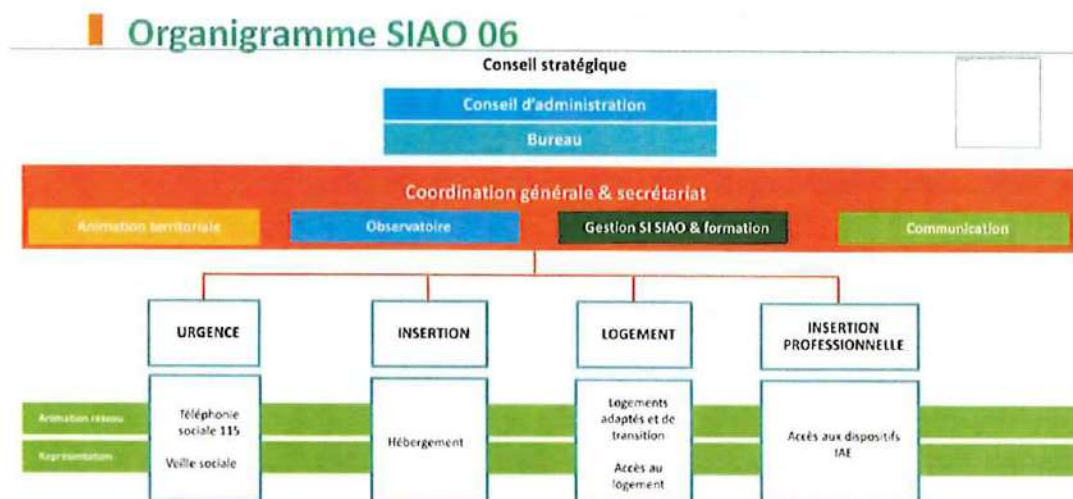 Organigramme SIAO 06
Conseil stratégique
Conseil d'administration
Bureau
Coordination générale & secrétariat
Animation territoriale
Observatoire
Gestion SI SIAO & formation
Communication
URGENCE
INSERTION
LOGEMENT
INSERTION
PROFESSIONNELLE
Animation réseau
Représentation
Téléphonie
sociale 115
Veille sociale
Hébergement
Logements
adaptés et de
transition
Accès au
logement
Accès aux dispositifs
IAE